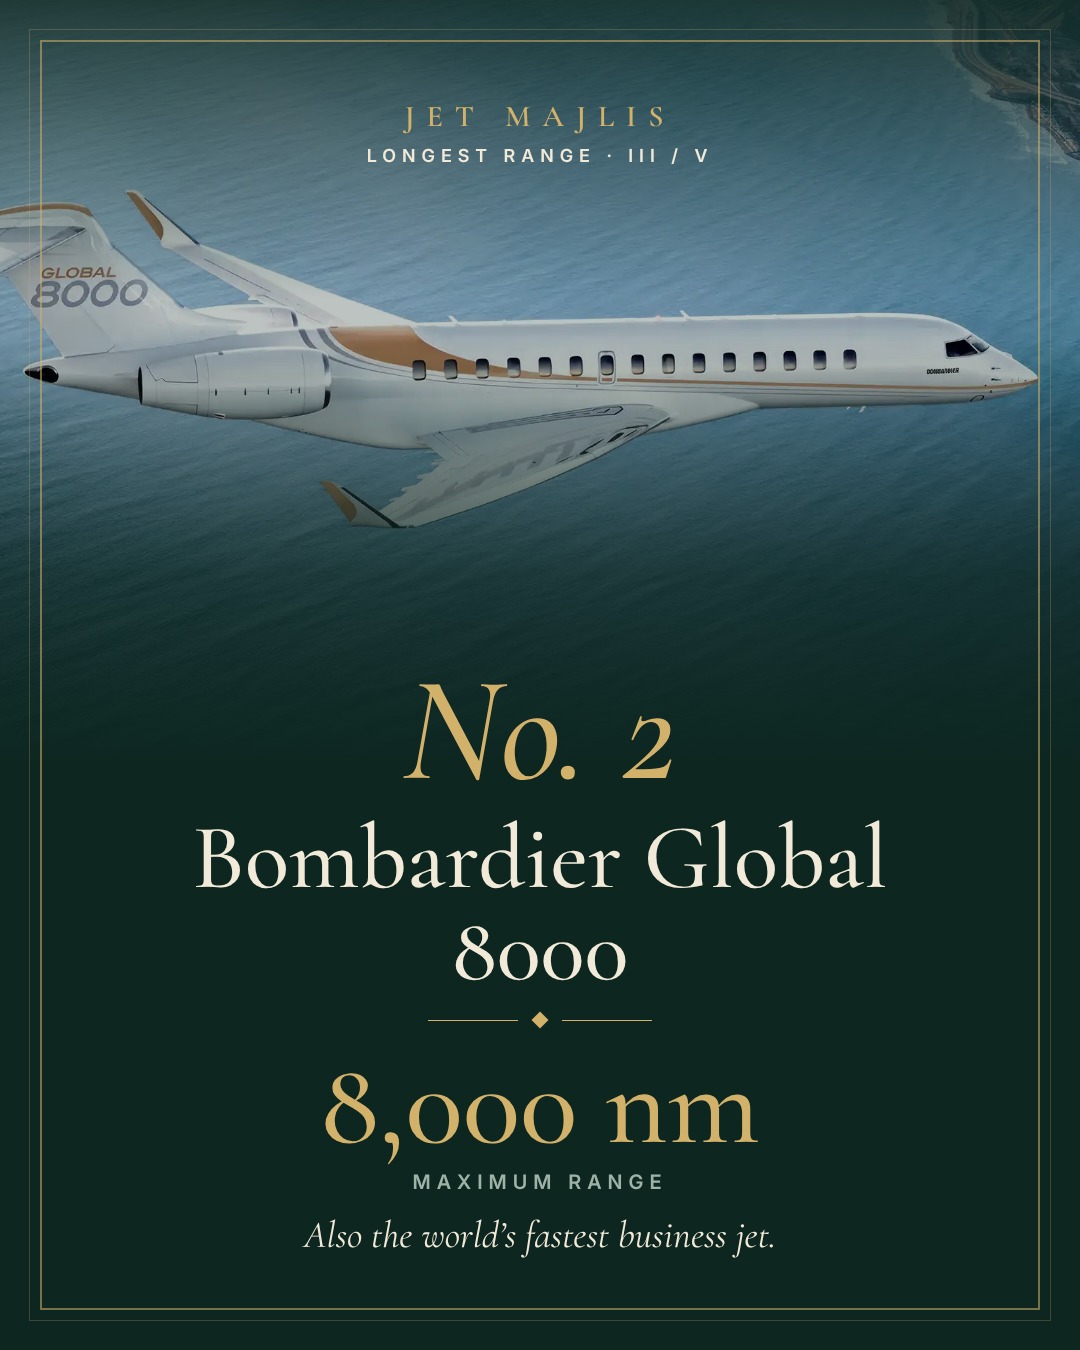 JET MAJLIS
LONGEST RANGE · III / V
GLOBAL
8000
BOMBARDIER
No. 2
Bombardier Global
8000
8,000 nm
MAXIMUM RANGE
Also the world’s fastest business jet.